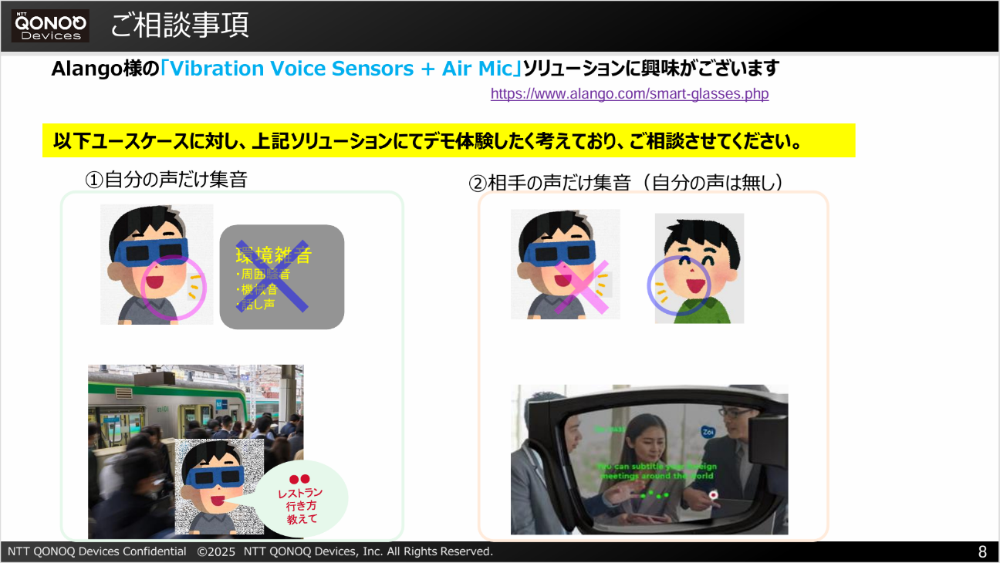 NTT
QONOQ
Devices
ご相談事項
Alango様の「Vibration Voice Sensors + Air Mic」ソリューションに興味がございます
https://www.alango.com/smart-glasses.php
以下ユースケースに対し、上記ソリューションにてデモ体験したく考えており、ご相談させてください。
①自分の声だけ集音
環境雑音
・周囲騒音
・機械音
・話し声
●●
レストラン
行き方
教えて
②相手の声だけ集音（自分の声は無し）
Zoi
You can subtitle your foreign
meetings around the world
NTT QONOQ Devices Confidential ©2025 NTT QONOQ Devices, Inc. All Rights Reserved.
8